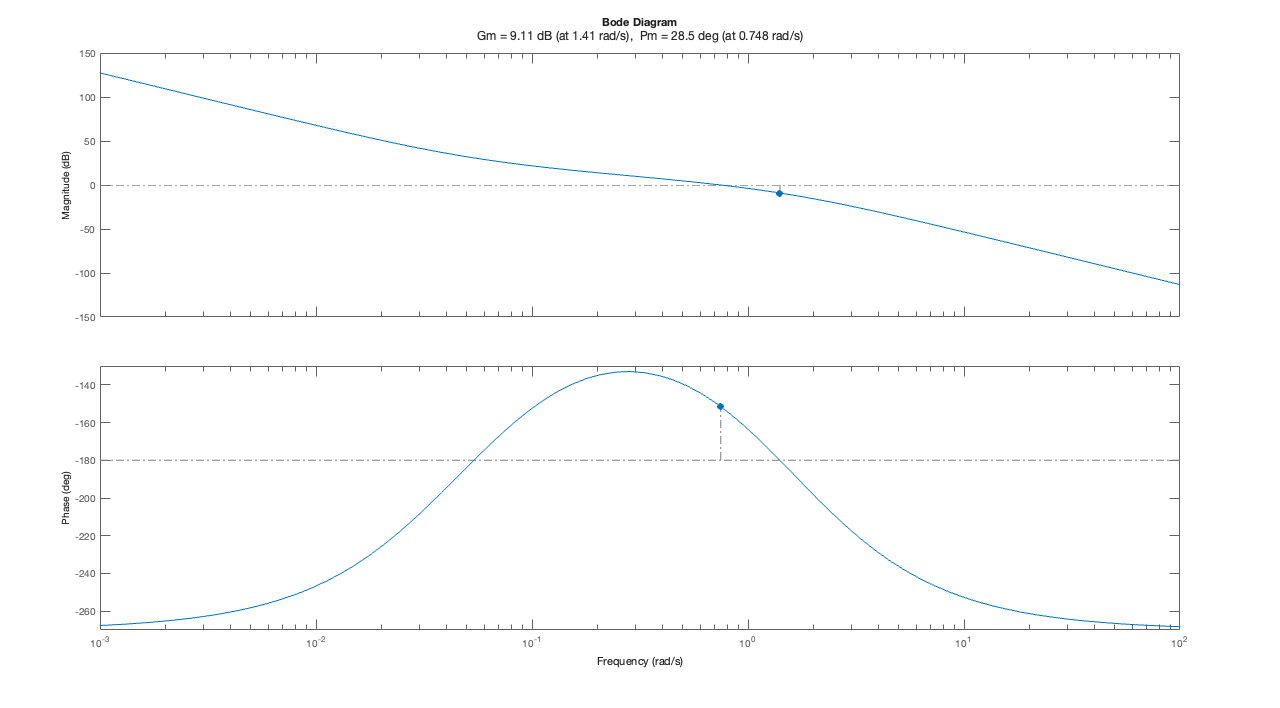 Bode Diagram
Gm = 9.11 dB (at 1.41 rad/s),  Pm = 28.5 deg (at 0.748 rad/s)
150
100
50
0
-50
-100
-150
Magnitude (dB)
-140
-160
-180
-200
-220
-240
-260
Phase (deg)
10⁻³ 10⁻² 10⁻¹ 10⁰ 10¹ 10²
Frequency (rad/s)